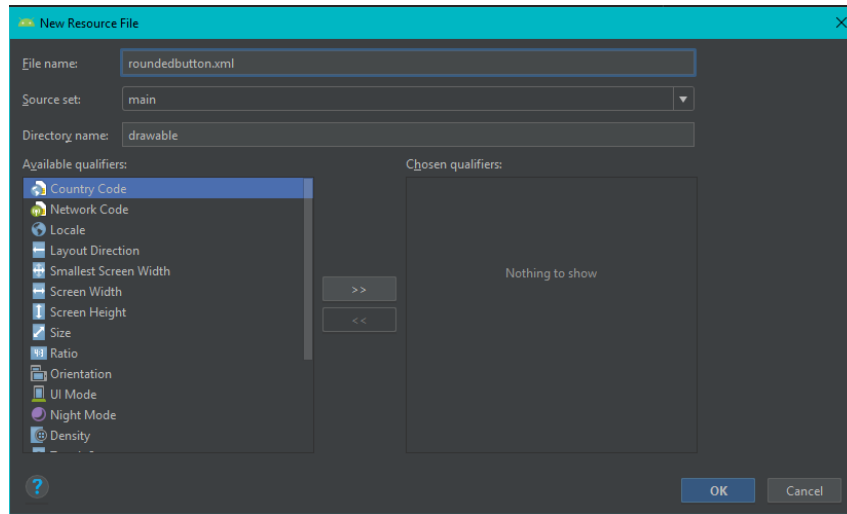 New Resource File
File name: roundedbutton.xml
Source set: main
Directory name: drawable
Available qualifiers:
Chosen qualifiers:
Country Code
Network Code
Locale
Layout Direction
Smallest Screen Width
Screen Width
Screen Height
Size
Ratio
Orientation
UI Mode
Night Mode
Density
>>
<<
Nothing to show
?
OK
Cancel